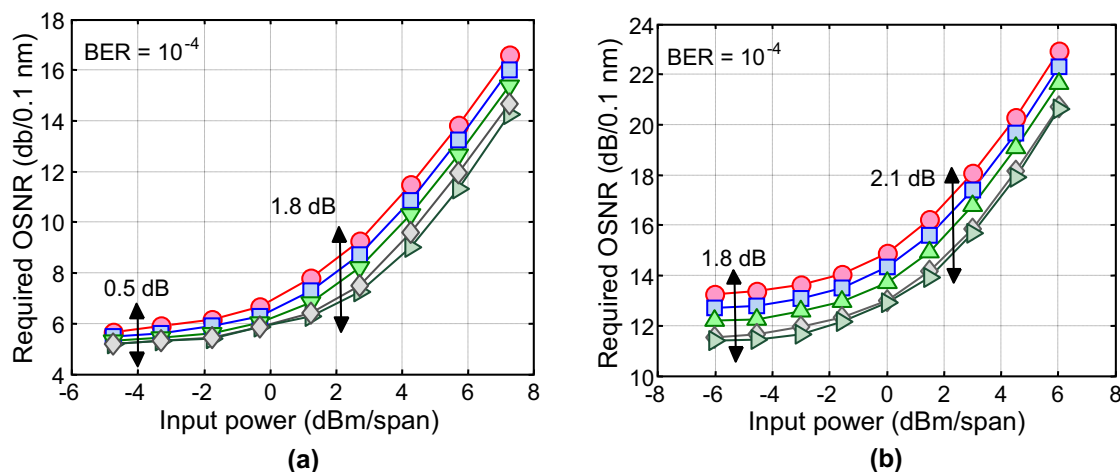 18
16
14
12
10
8
6
4
-6
-4
-2
0
2
4
6
8
Required OSNR (db/0.1 nm)
BER = 10^-4
1.8 dB
0.5 dB
Input power (dBm/span)
(a)
24
22
20
18
16
14
12
10
-8
-6
-4
-2
0
2
4
6
8
Required OSNR (dB/0.1 nm)
BER = 10^-4
2.1 dB
1.8 dB
Input power (dBm/span)
(b)